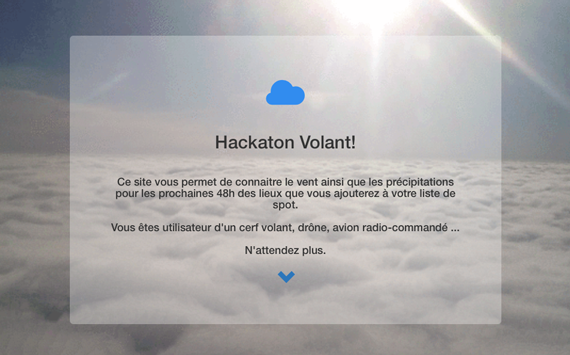 Hackaton Volant!
Ce site vous permet de connaitre le vent ainsi que les précipitations
pour les prochaines 48h des lieux que vous ajouterez à votre liste de
spot.
Vous êtes utilisateur d'un cerf volant, drône, avion radio-commandé ...
N'attendez plus.